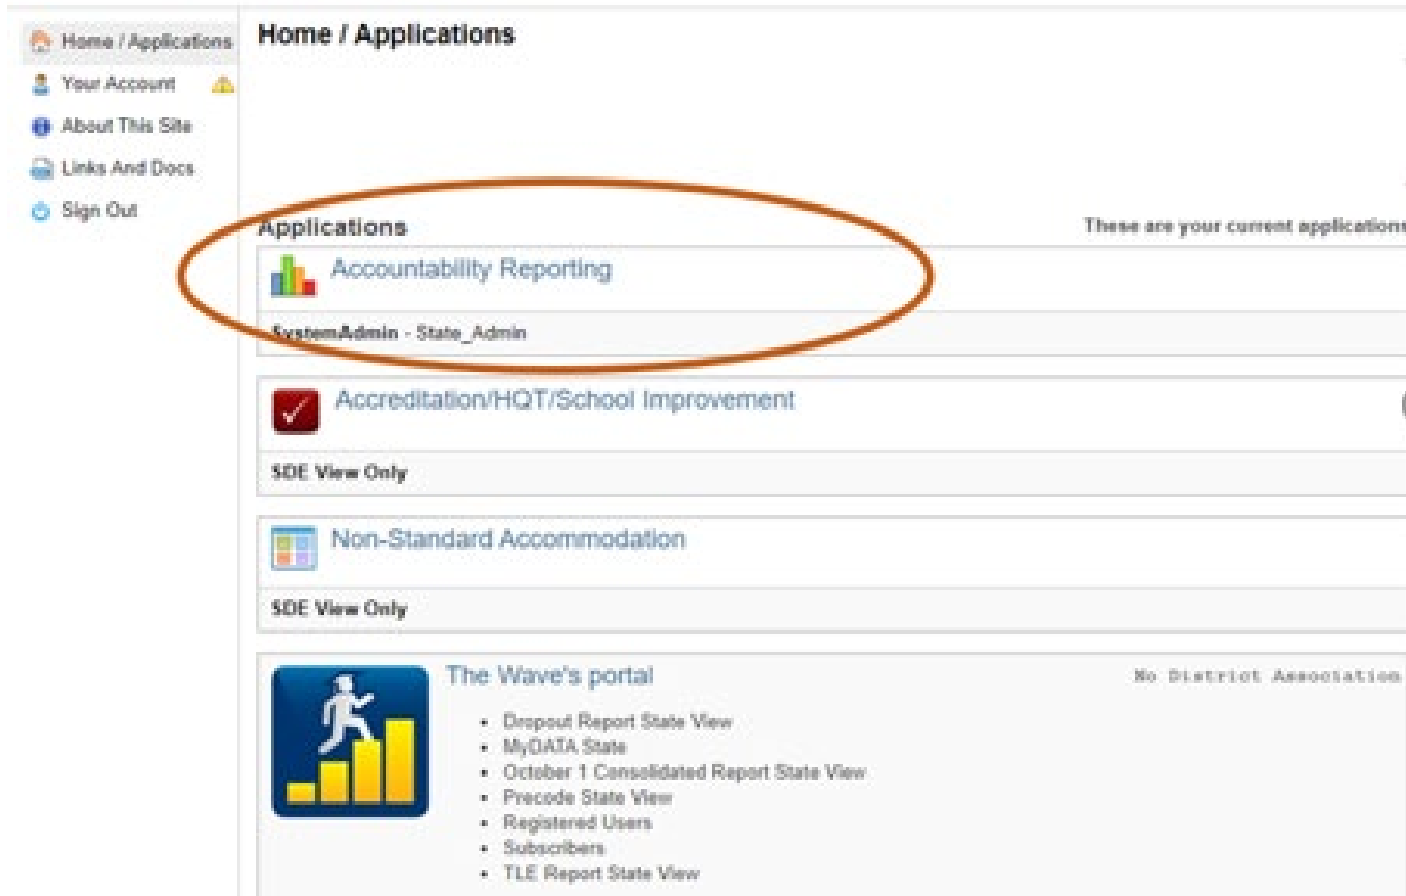 Home / Applications
Your Account
About This Site
Links And Docs
Sign Out
Home / Applications
Applications
These are your current applications
Accountability Reporting
SystemAdmin - State_Admin
Accreditation/HQT/School Improvement
SDE View Only
Non-Standard Accommodation
SDE View Only
The Wave's portal
No District Association
• Dropout Report State View
• MyDATA State
• October 1 Consolidated Report State View
• Precode State View
• Registered Users
• Subscribers
• TLE Report State View